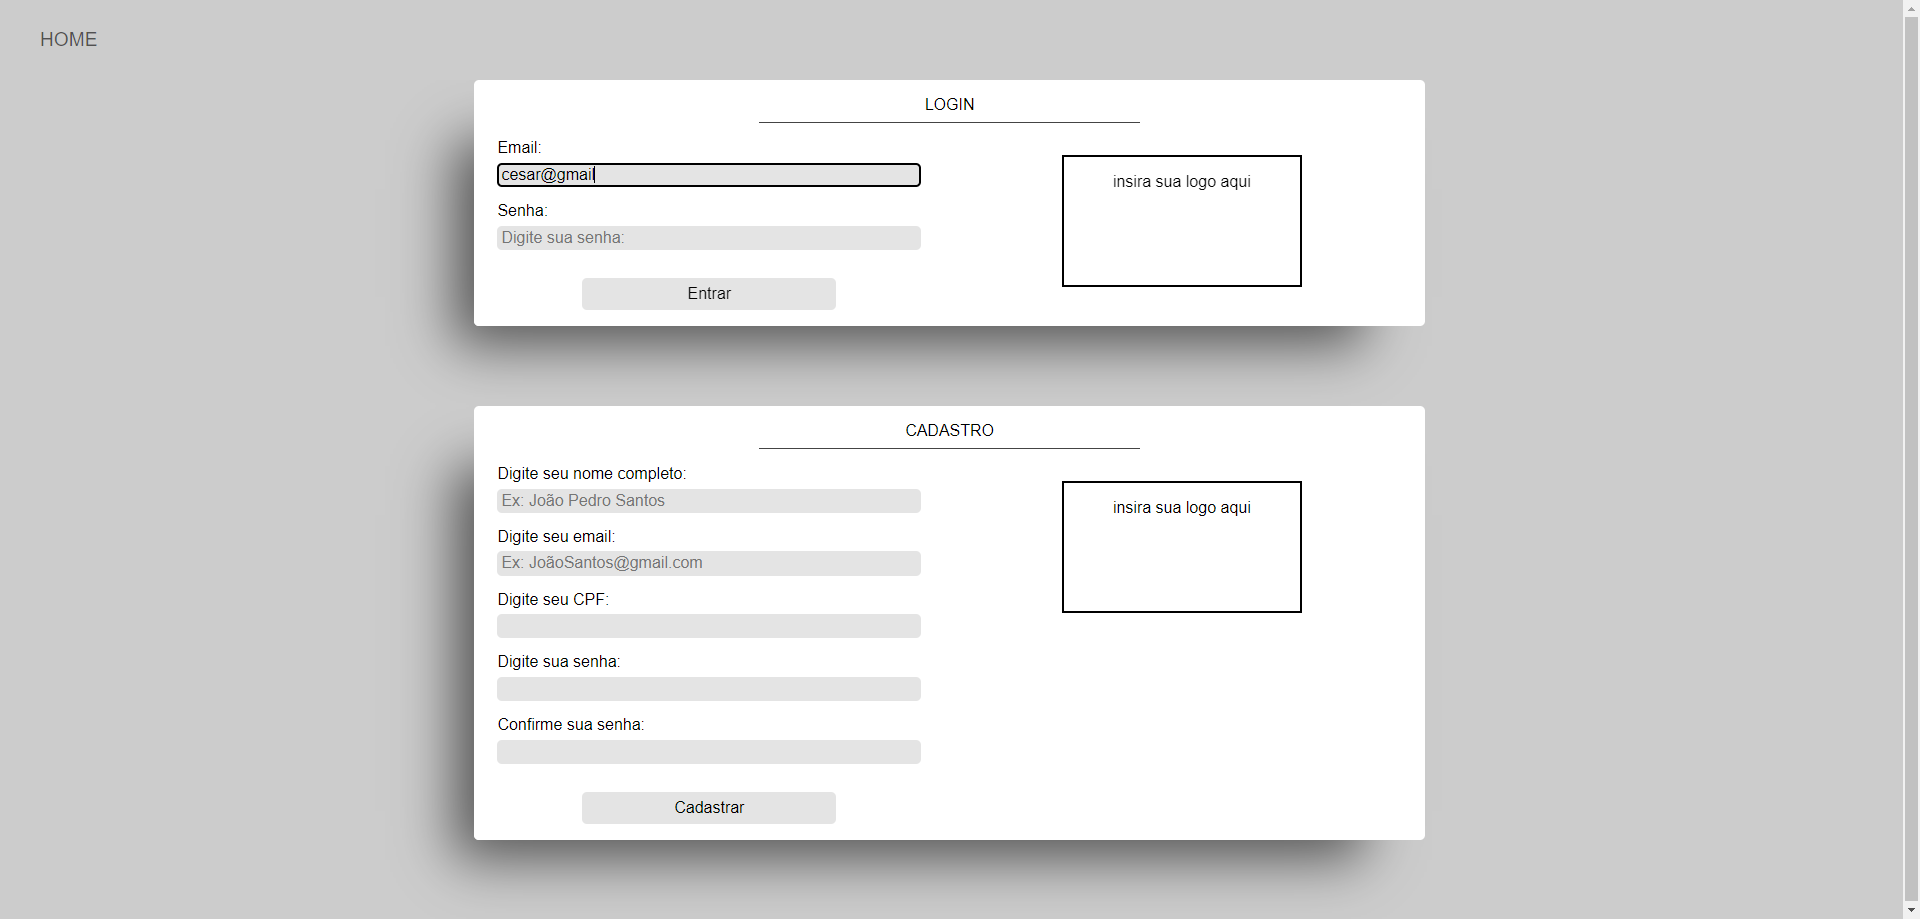 HOME
LOGIN
Email:
cesar@gmail
Senha:
Digite sua senha:
Entrar
insira sua logo aqui
CADASTRO
Digite seu nome completo:
Ex: João Pedro Santos
Digite seu email:
Ex: JoãoSantos@gmail.com
Digite seu CPF:
Digite sua senha:
Confirme sua senha:
Cadastrar
insira sua logo aqui